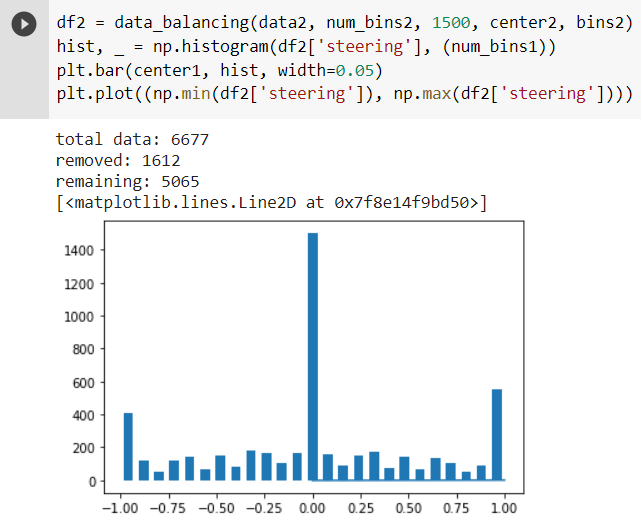 df2 = data_balancing(data2, num_bins2, 1500, center2, bins2)
hist, _ = np.histogram(df2['steering'], (num_bins1))
plt.bar(center1, hist, width=0.05)
plt.plot((np.min(df2['steering']), np.max(df2['steering'])))
total data: 6677
removed: 1612
remaining: 5065
[<matplotlib.lines.Line2D at 0x7f8e14f9bd50>]
1400
1200
1000
800
600
400
200
0
−1.00 −0.75 −0.50 −0.25 0.00 0.25 0.50 0.75 1.00